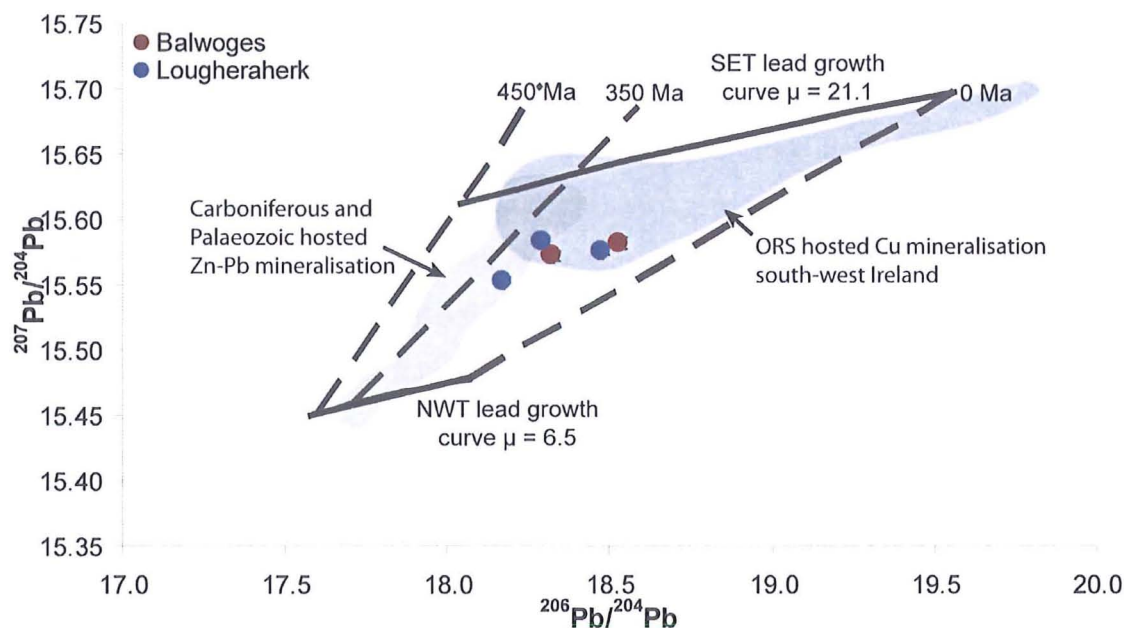 15.75
15.70
15.65
15.60
15.55
15.50
15.45
15.40
15.35
²⁰⁷Pb/²⁰⁴Pb
Balwoges
Lougheraherk
450*Ma
350 Ma
SET lead growth
curve μ = 21.1
0 Ma
Carboniferous and
Palaeozoic hosted
Zn-Pb mineralisation
ORS hosted Cu mineralisation
south-west Ireland
NWT lead growth
curve μ = 6.5
17.0 17.5 18.0 18.5 19.0 19.5 20.0
²⁰⁶Pb/²⁰⁴Pb